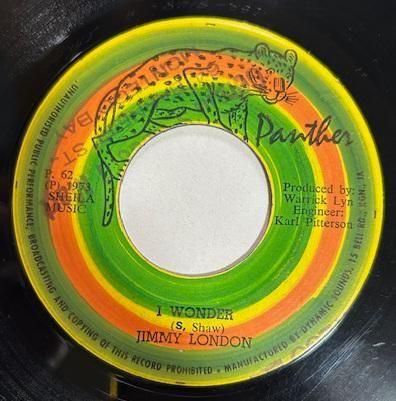 Panther
P. 62
(P) 1973
SHEILA
MUSIC
Produced by:
Warrick Lyn
Engineer:
Karl Pitterson
I WONDER
(S. Shaw)
JIMMY LONDON
UNAUTHORISED PUBLIC PERFORMANCE, BROADCASTING AND COPYING OF THIS RECORD PROHIBITED • MANUFACTURED BY DYNAMIC SOUNDS, 15 BELL RD., KGN., JA